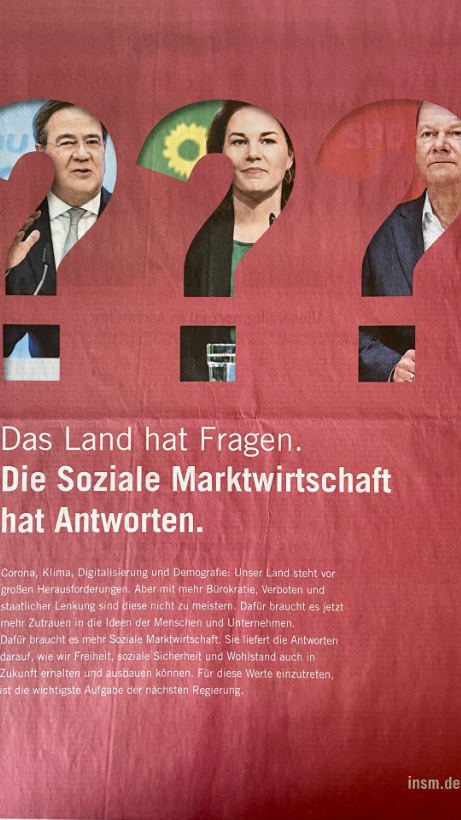 SPD
Das Land hat Fragen.
Die Soziale Marktwirtschaft
hat Antworten.
Corona, Klima, Digitalisierung und Demografie: Unser Land steht vor
großen Herausforderungen. Aber mit mehr Bürokratie, Verboten und
staatlicher Lenkung sind diese nicht zu meistern. Dafür braucht es jetzt
mehr Zutrauen in die Ideen der Menschen und Unternehmen.
Dafür braucht es mehr Soziale Marktwirtschaft. Sie liefert die Antworten
darauf, wie wir Freiheit, soziale Sicherheit und Wohlstand auch in
Zukunft erhalten und ausbauen können. Für diese Werte einzutreten,
ist die wichtigste Aufgabe der nächsten Regierung.
insm.de